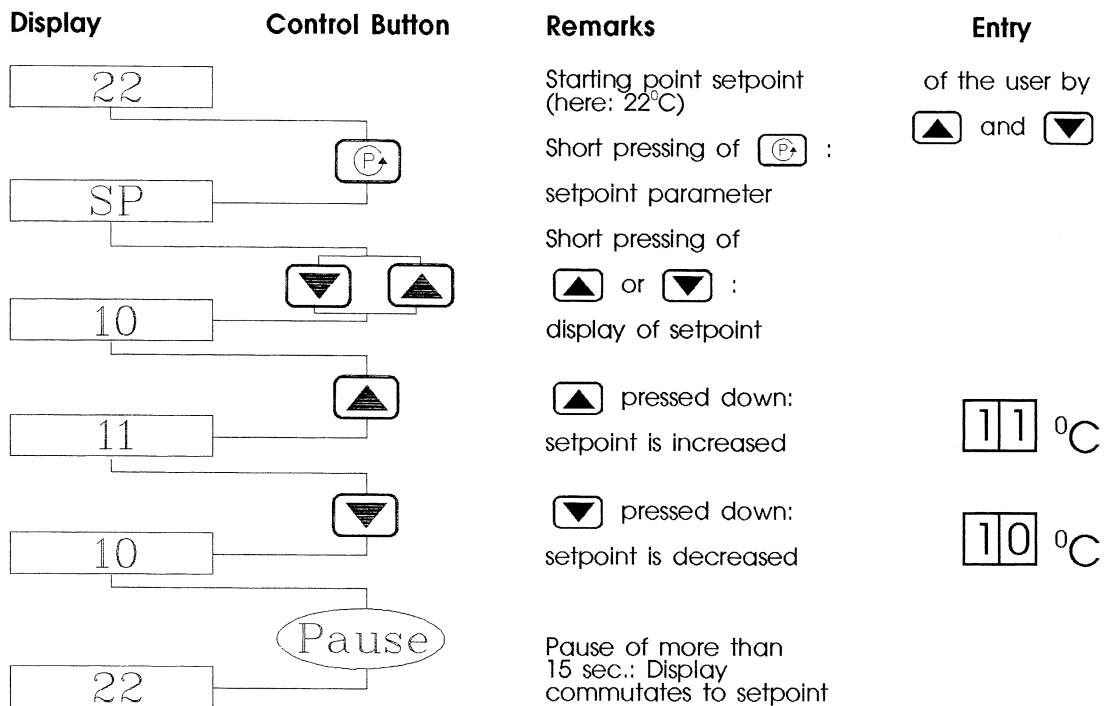 Display Control Button Remarks Entry
22
Starting point setpoint
(here: 22°C)
of the user by
and
P
Short pressing of P :
SP
setpoint parameter
Short pressing of
or :
10
display of setpoint
pressed down:
11
setpoint is increased
11 °C
pressed down:
10
setpoint is decreased
10 °C
Pause
Pause of more than
15 sec.: Display
22
commutates to setpoint